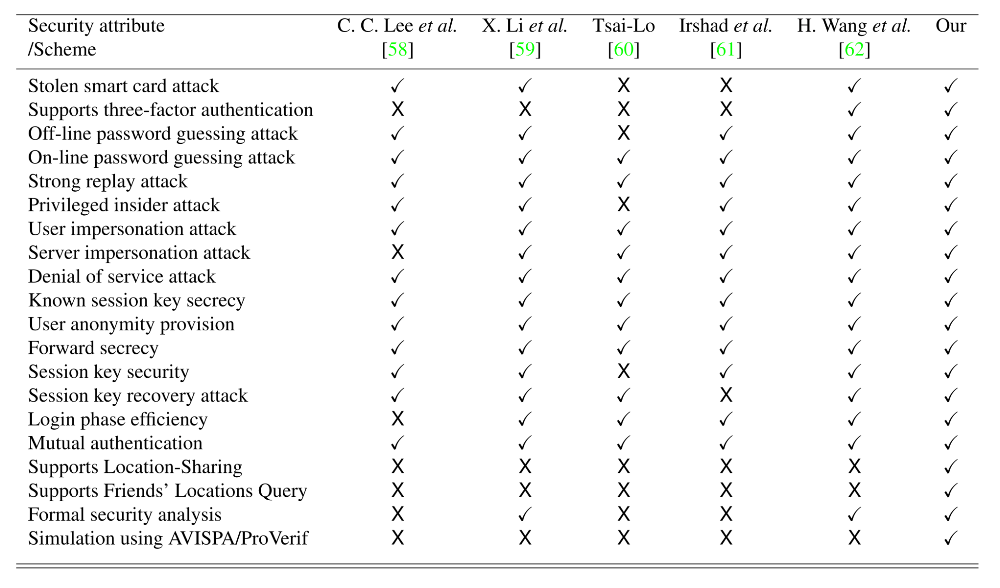 Security attribute C. C. Lee et al. X. Li et al. Tsai-Lo Irshad et al. H. Wang et al. Our
/Scheme [58] [59] [60] [61] [62]
Stolen smart card attack ✓ ✓ X X ✓ ✓
Supports three-factor authentication X X X X ✓ ✓
Off-line password guessing attack ✓ ✓ X ✓ ✓ ✓
On-line password guessing attack ✓ ✓ ✓ ✓ ✓ ✓
Strong replay attack ✓ ✓ ✓ ✓ ✓ ✓
Privileged insider attack ✓ ✓ X ✓ ✓ ✓
User impersonation attack ✓ ✓ ✓ ✓ ✓ ✓
Server impersonation attack X ✓ ✓ ✓ ✓ ✓
Denial of service attack ✓ ✓ ✓ ✓ ✓ ✓
Known session key secrecy ✓ ✓ ✓ ✓ ✓ ✓
User anonymity provision ✓ ✓ ✓ ✓ ✓ ✓
Forward secrecy ✓ ✓ ✓ ✓ ✓ ✓
Session key security ✓ ✓ X ✓ ✓ ✓
Session key recovery attack ✓ ✓ ✓ X ✓ ✓
Login phase efficiency X ✓ ✓ ✓ ✓ ✓
Mutual authentication ✓ ✓ ✓ ✓ ✓ ✓
Supports Location-Sharing X X X X X ✓
Supports Friends’ Locations Query X X X X X ✓
Formal security analysis X ✓ X X ✓ ✓
Simulation using AVISPA/ProVerif X X X X X ✓